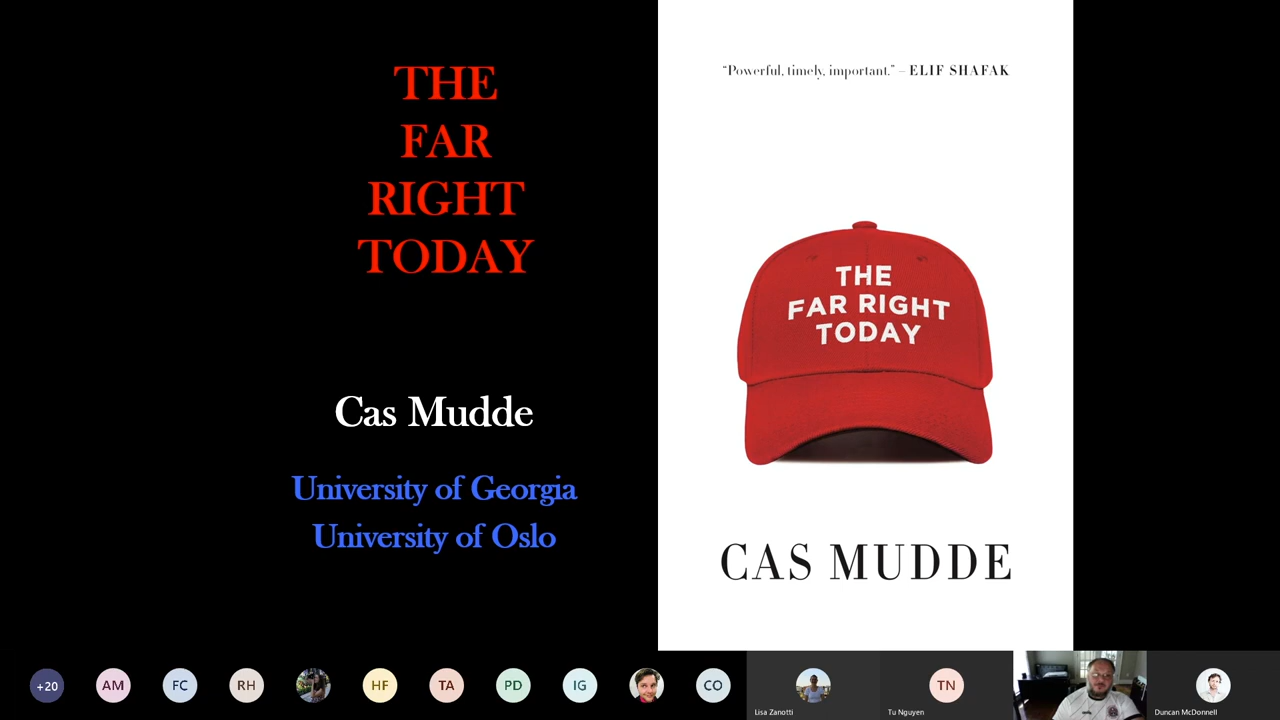 THE
FAR
RIGHT
TODAY
Cas Mudde
University of Georgia
University of Oslo
“Powerful, timely, important.” – ELIF SHAFAK
THE
FAR RIGHT
TODAY
CAS MUDDE
+20
AM
FC
RH
HF
TA
PD
IG
CO
Lisa Zanotti
TN
Tu Nguyen
Duncan McDonnell